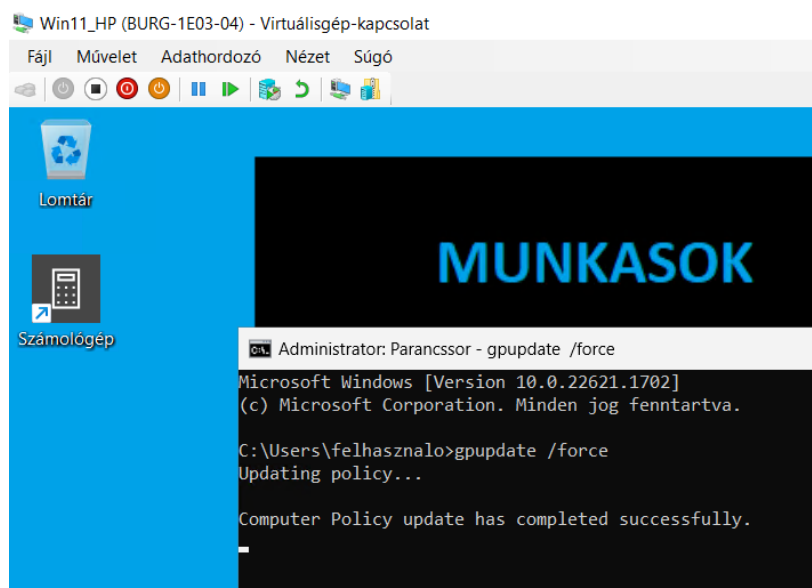 Win11_HP (BURG-1E03-04) - Virtuálisgép-kapcsolat
Fájl Művelet Adathordozó Nézet Súgó
Lomtár
MUNKASOK
Számológép
Administrator: Parancssor - gpupdate /force
Microsoft Windows [Version 10.0.22621.1702]
(c) Microsoft Corporation. Minden jog fenntartva.
C:\Users\felhasznalo>gpupdate /force
Updating policy...
Computer Policy update has completed successfully.